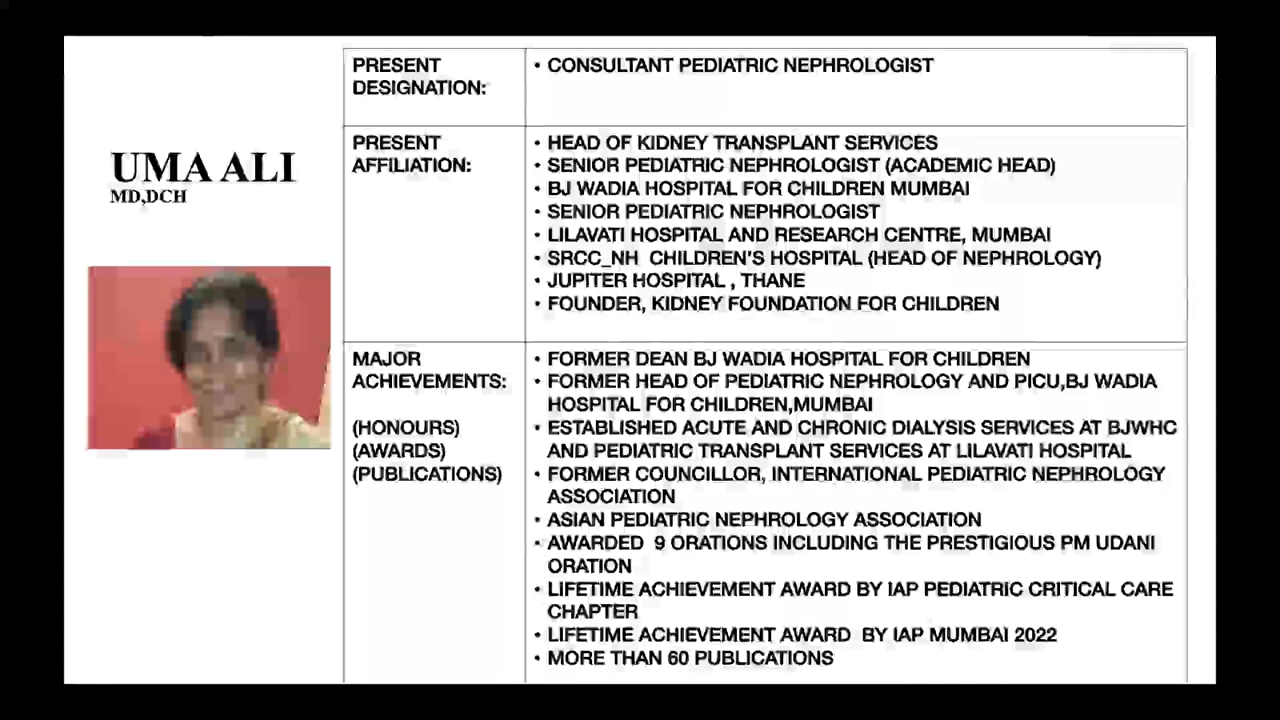 UMA ALI
MD,DCH
PRESENT
DESIGNATION:
• CONSULTANT PEDIATRIC NEPHROLOGIST
PRESENT
AFFILIATION:
• HEAD OF KIDNEY TRANSPLANT SERVICES
• SENIOR PEDIATRIC NEPHROLOGIST (ACADEMIC HEAD)
• BJ WADIA HOSPITAL FOR CHILDREN MUMBAI
• SENIOR PEDIATRIC NEPHROLOGIST
• LILAVATI HOSPITAL AND RESEARCH CENTRE, MUMBAI
• SRCC_NH CHILDREN'S HOSPITAL (HEAD OF NEPHROLOGY)
• JUPITER HOSPITAL , THANE
• FOUNDER, KIDNEY FOUNDATION FOR CHILDREN
MAJOR
ACHIEVEMENTS:
(HONOURS)
(AWARDS)
(PUBLICATIONS)
• FORMER DEAN BJ WADIA HOSPITAL FOR CHILDREN
• FORMER HEAD OF PEDIATRIC NEPHROLOGY AND PICU,BJ WADIA
HOSPITAL FOR CHILDREN,MUMBAI
• ESTABLISHED ACUTE AND CHRONIC DIALYSIS SERVICES AT BJWHC
AND PEDIATRIC TRANSPLANT SERVICES AT LILAVATI HOSPITAL
• FORMER COUNCILLOR, INTERNATIONAL PEDIATRIC NEPHROLOGY
ASSOCIATION
• ASIAN PEDIATRIC NEPHROLOGY ASSOCIATION
• AWARDED 9 ORATIONS INCLUDING THE PRESTIGIOUS PM UDANI
ORATION
• LIFETIME ACHIEVEMENT AWARD BY IAP PEDIATRIC CRITICAL CARE
CHAPTER
• LIFETIME ACHIEVEMENT AWARD BY IAP MUMBAI 2022
• MORE THAN 60 PUBLICATIONS